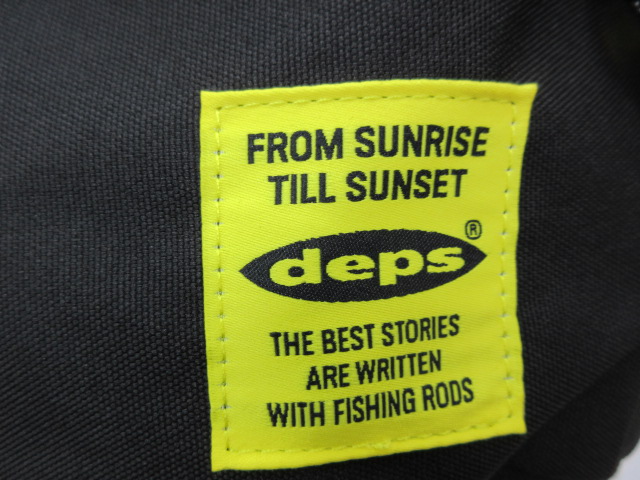 FROM SUNRISE
TILL SUNSET
deps®
THE BEST STORIES
ARE WRITTEN
WITH FISHING RODS